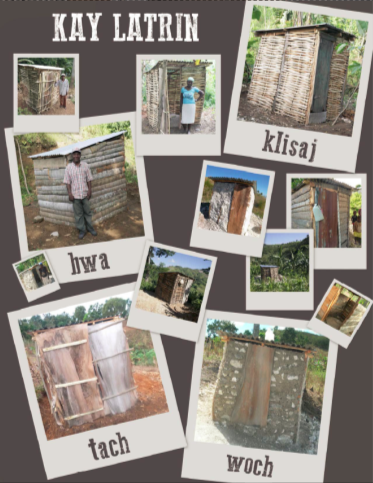 KAY LATRIN
klisaj
bwa
tach
woch